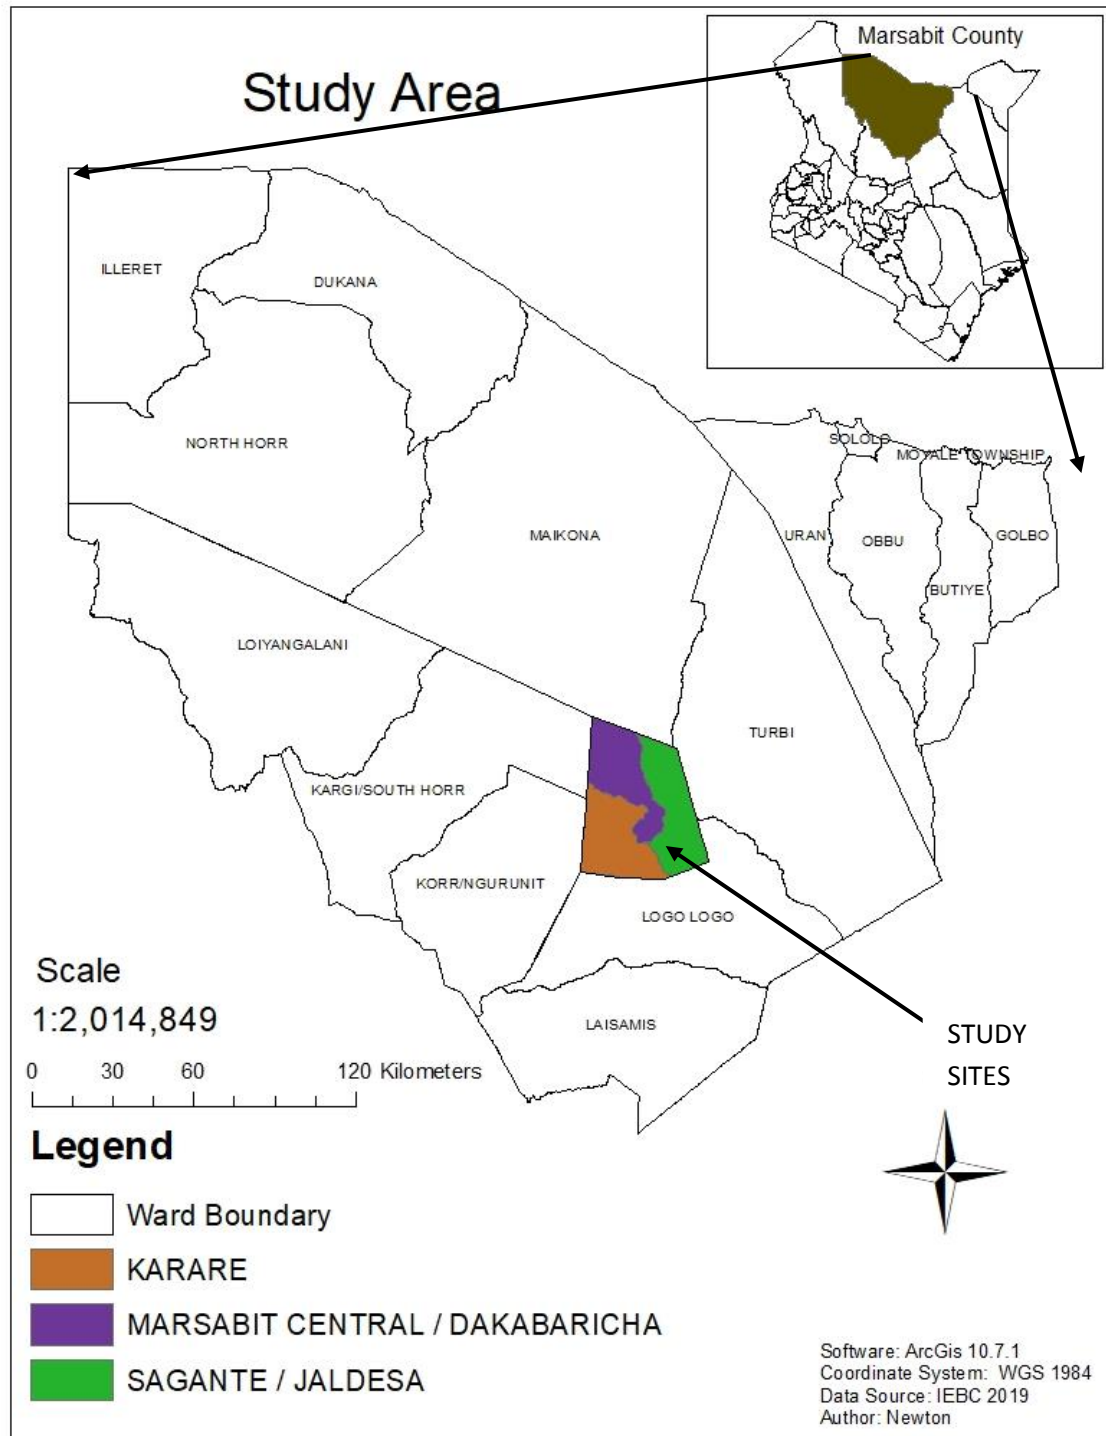 Marsabit County
Study Area
ILLERET
DUKANA
NORTH HORR
SOLOLO
MOYALE TOWNSHIP
MAIKONA
URAN
OBBU
GOLBO
BUTIYE
LOIYANGALANI
TURBI
KARGI/SOUTH HORR
KORR/NGURUNIT
LOGO LOGO
LAISAMIS
STUDY
SITES
Scale
1:2,014,849
0 30 60 120 Kilometers
Legend
Ward Boundary
KARARE
MARSABIT CENTRAL / DAKABARICHA
SAGANTE / JALDESA
Software: ArcGis 10.7.1
Coordinate System: WGS 1984
Data Source: IEBC 2019
Author: Newton